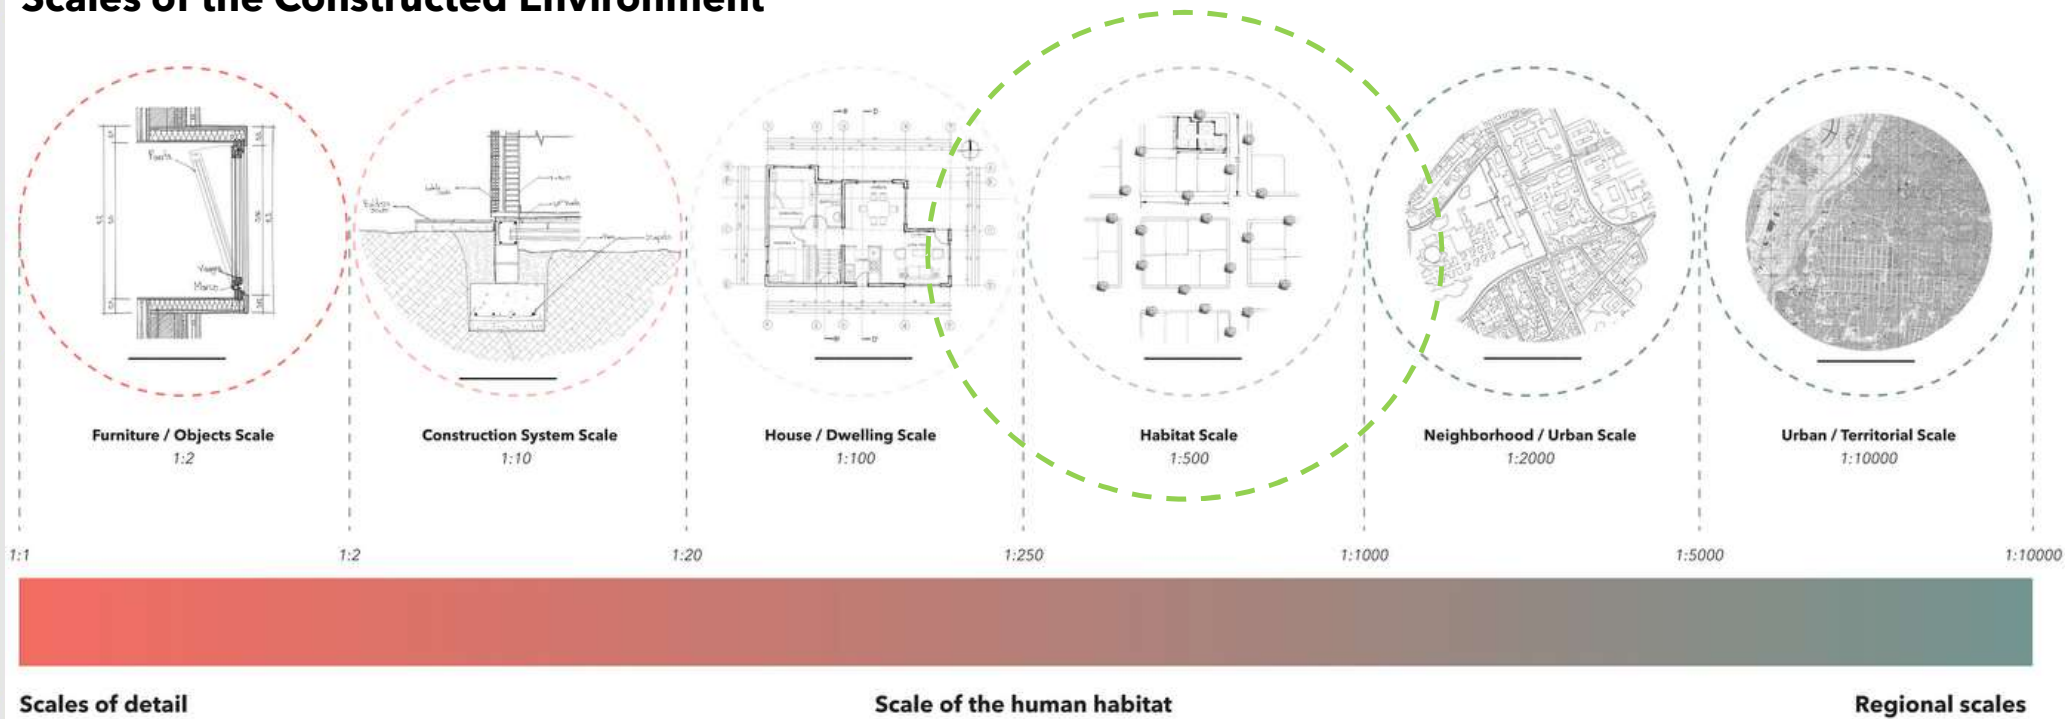 Scales of the Constructed Environment
Furniture / Objects Scale
1:2
Construction System Scale
1:10
House / Dwelling Scale
1:100
Habitat Scale
1:500
Neighborhood / Urban Scale
1:2000
Urban / Territorial Scale
1:10000
1:1
1:2
1:20
1:250
1:1000
1:5000
1:10000
Scales of detail
Scale of the human habitat
Regional scales